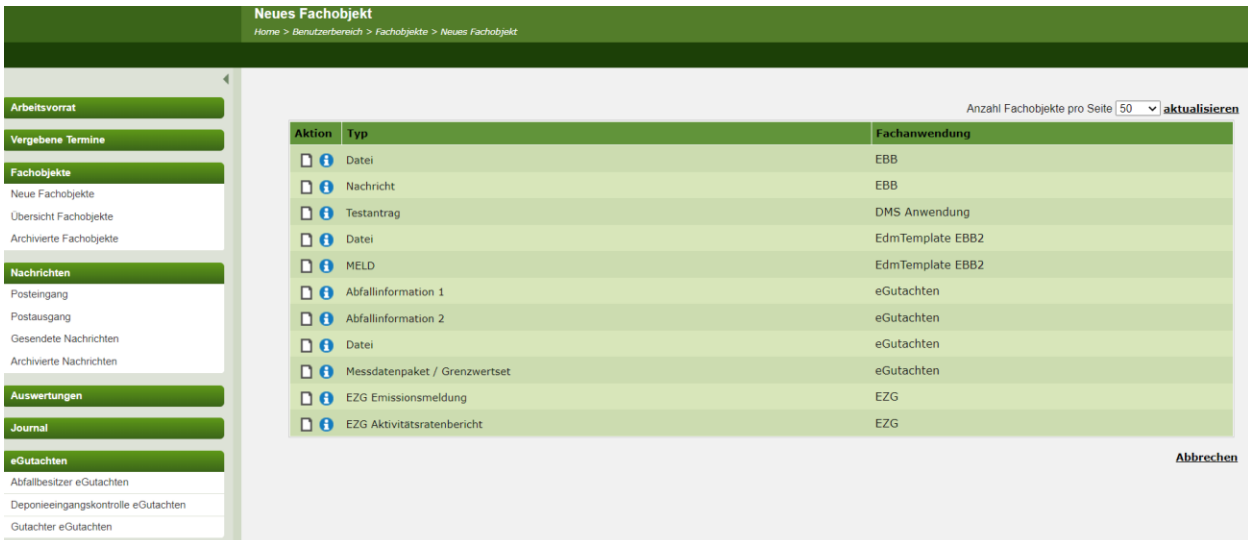 Neues Fachobjekt
Home > Benutzerbereich > Fachobjekte > Neues Fachobjekt
Arbeitsvorrat
Vergebene Termine
Fachobjekte
Neue Fachobjekte
Übersicht Fachobjekte
Archivierte Fachobjekte
Nachrichten
Posteingang
Postausgang
Gesendete Nachrichten
Archivierte Nachrichten
Auswertungen
Journal
eGutachten
Abfallbesitzer eGutachten
Deponieeingangskontrolle eGutachten
Gutachter eGutachten
Anzahl Fachobjekte pro Seite 50 aktualisieren
Aktion Typ Fachanwendung
Datei EBB
Nachricht EBB
Testantrag DMS Anwendung
Datei EdmTemplate EBB2
MELD EdmTemplate EBB2
Abfallinformation 1 eGutachten
Abfallinformation 2 eGutachten
Datei eGutachten
Messdatenpaket / Grenzwertset eGutachten
EZG Emissionsmeldung EZG
EZG Aktivitätsratenbericht EZG
Abbrechen